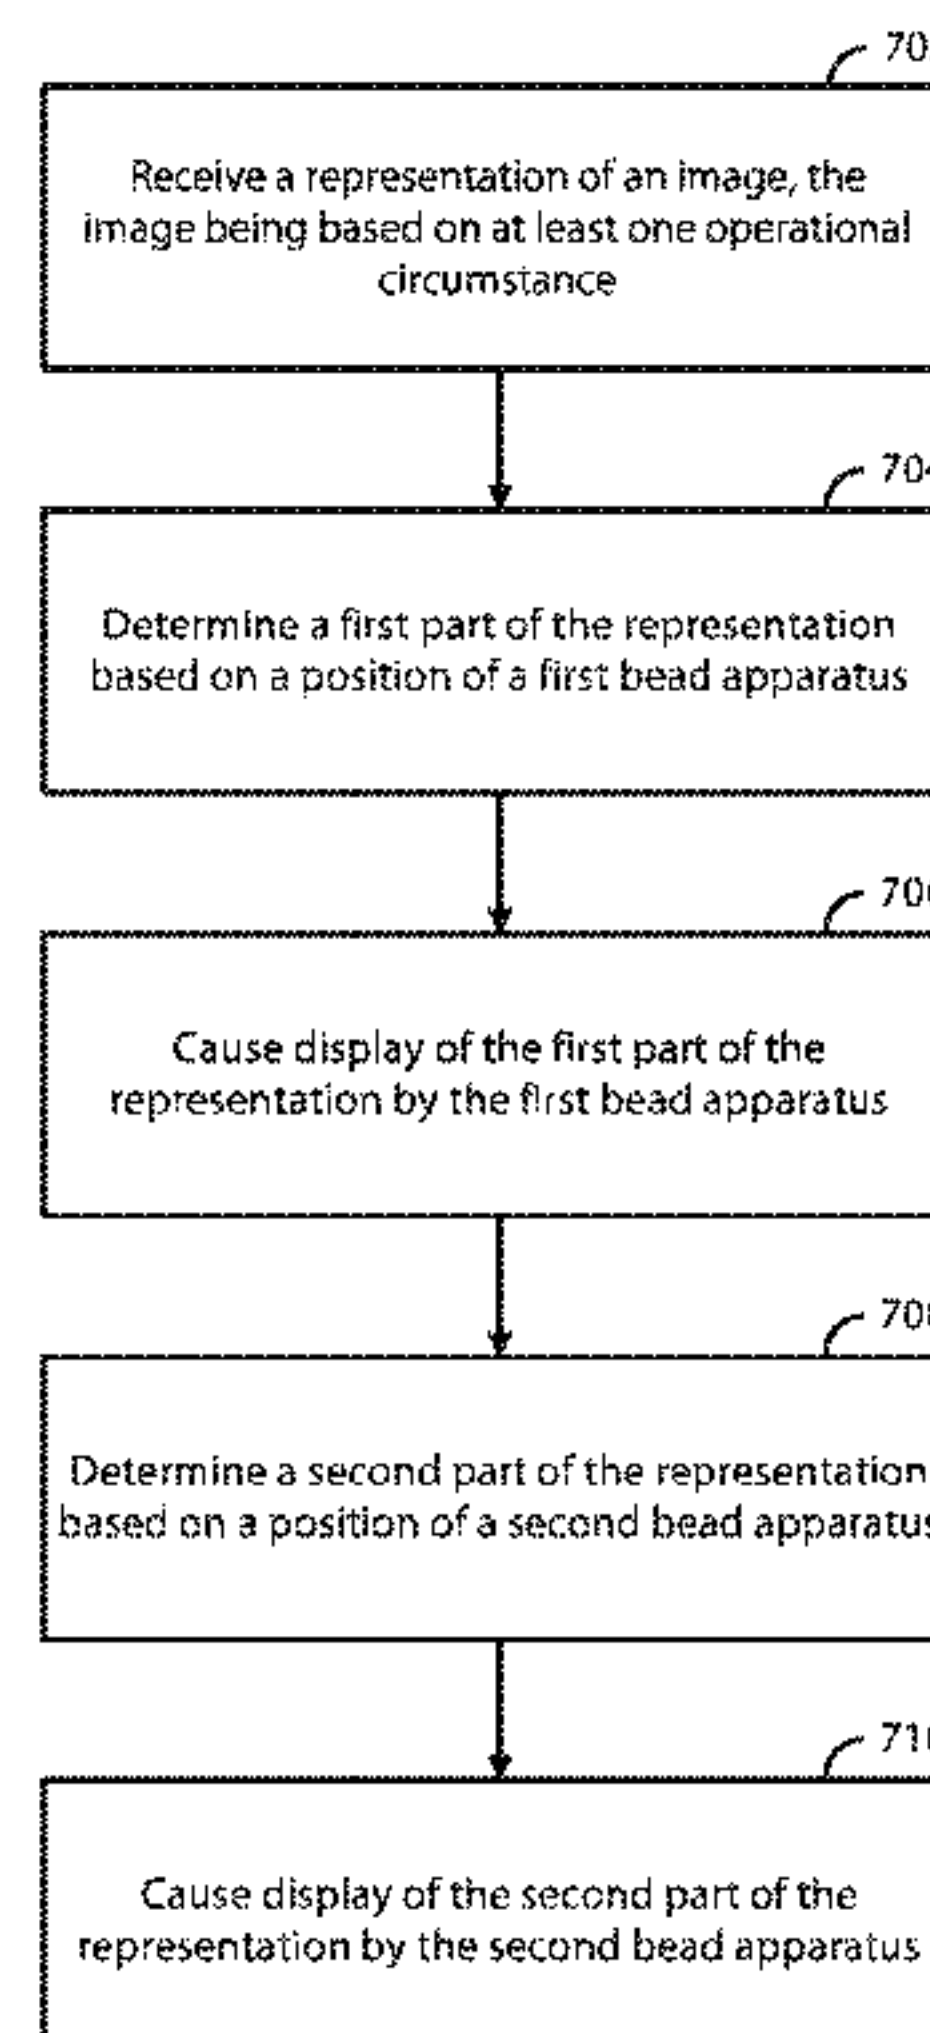 Receive a representation of an image, the
image being based on at least one operational
circumstance
704
Determine a first part of the representation
based on a position of a first bead apparatus
Cause display of the first part of the
representation by the first bead apparatus
Determine a second part of the representation
based on a position of a second bead apparatus
Cause display of the second part of the
representation by the second bead apparatus